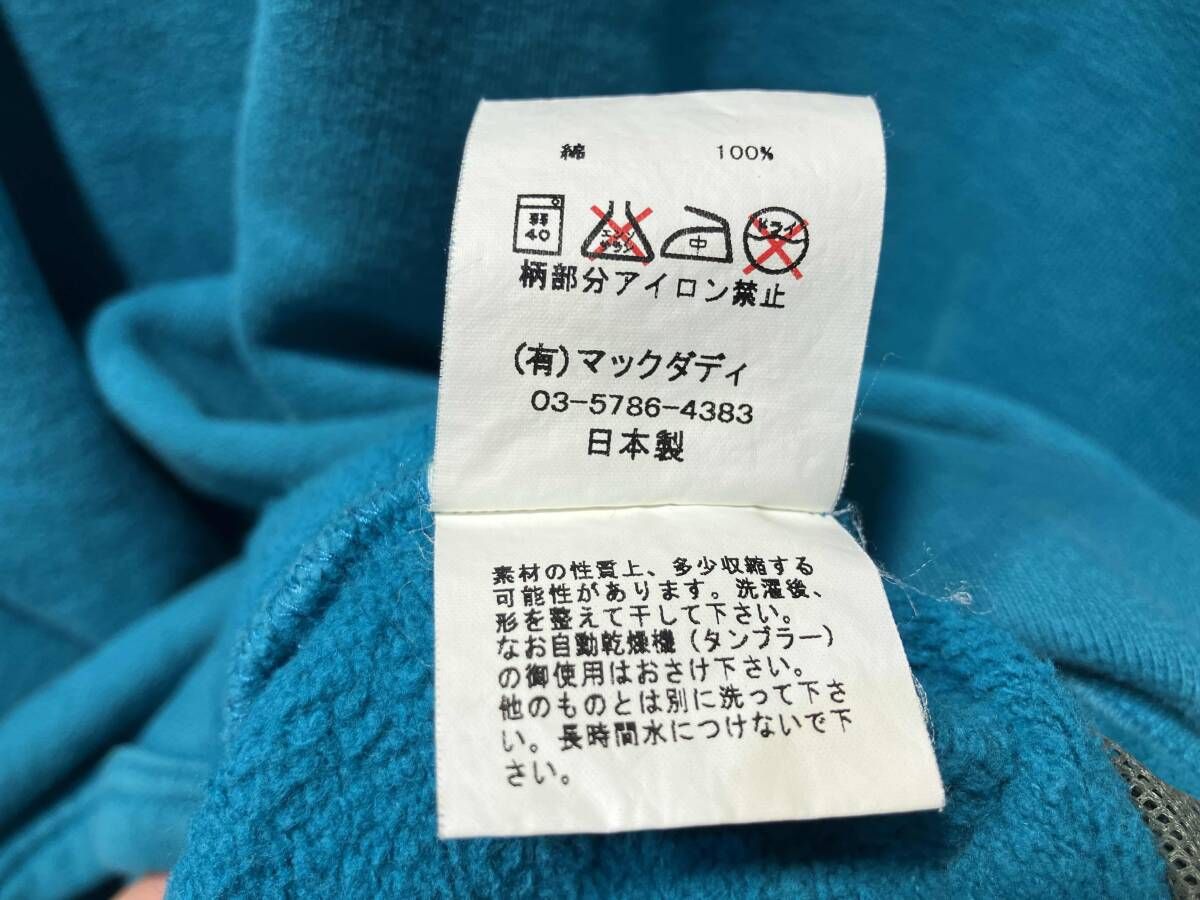 綿 100%
弱 40 エンソサラシ 中 ドライ
柄部分アイロン禁止
(有)マックダディ
03-5786-4383
日本製
素材の性質上、多少収縮する
可能性があります。洗濯後、
形を整えて干して下さい。
なお自動乾燥機(タンブラー)
の御使用はおさけ下さい。
他のものとは別に洗って下さ
い。長時間水につけないで下
さい。